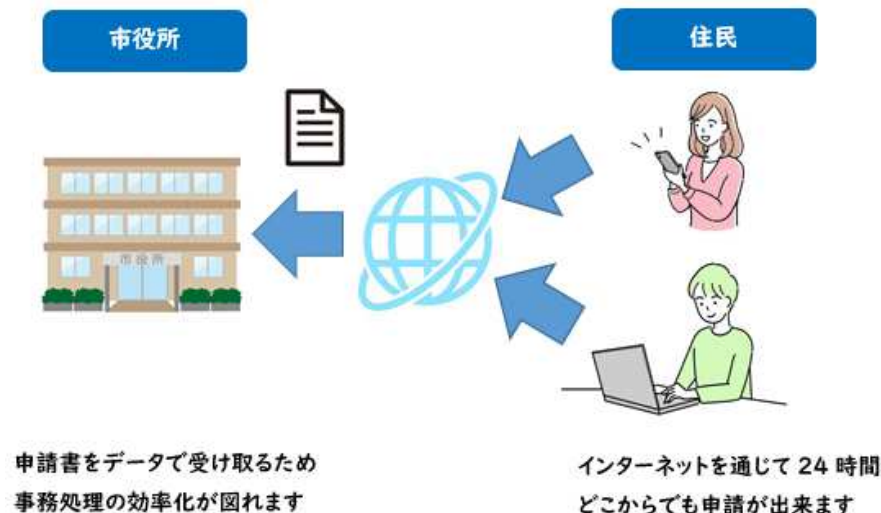 市役所
住民
市役所
申請書をデータで受け取るため
事務処理の効率化が図れます
インターネットを通じて 24 時間
どこからでも申請が出来ます